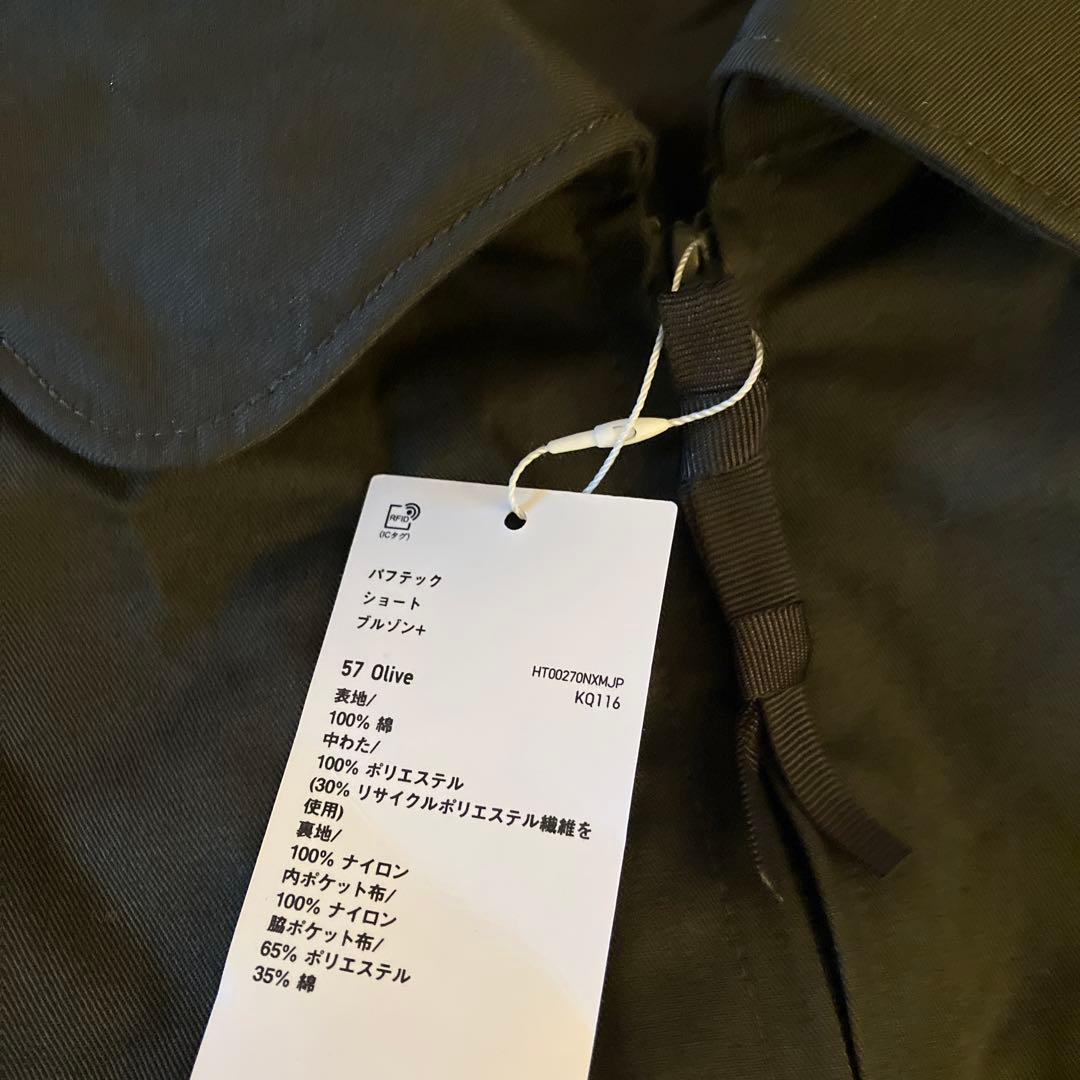 RFID
(ICタグ)
パフテック
ショート
ブルゾン+
57 Olive
HT00270NXMJP
KQ116
表地/
100% 綿
中わた/
100% ポリエステル
(30% リサイクルポリエステル繊維を
使用)
裏地/
100% ナイロン
内ポケット布/
100% ナイロン
脇ポケット布/
65% ポリエステル
35% 綿